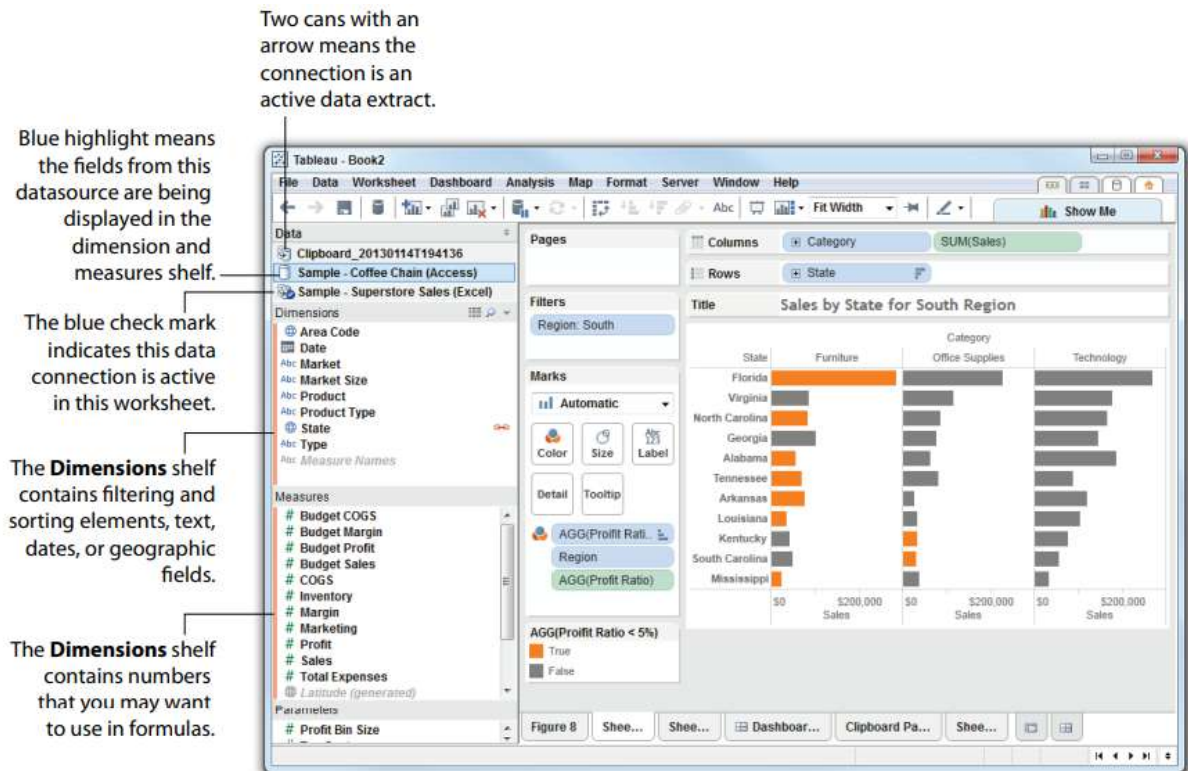 Two cans with an
arrow means the
connection is an
active data extract.
Blue highlight means
the fields from this
datasource are being
displayed in the
dimension and
measures shelf.
The blue check mark
indicates this data
connection is active
in this worksheet.
The Dimensions shelf
contains filtering and
sorting elements, text,
dates, or geographic
fields.
The Dimensions shelf
contains numbers
that you may want
to use in formulas.
Tableau - Book2
File Data Worksheet Dashboard Analysis Map Format Server Window Help
Abc Fit Width Show Me
Data
Clipboard_20130114T194136
Sample - Coffee Chain (Access)
Sample - Superstore Sales (Excel)
Dimensions
Area Code
Date
Abc Market
Abc Market Size
Abc Product
Abc Product Type
State
Abc Type
Abc Measure Names
Measures
# Budget COGS
# Budget Margin
# Budget Profit
# Budget Sales
# COGS
# Inventory
# Margin
# Marketing
# Profit
# Sales
# Total Expenses
Latitude (generated)
Parameters
# Profit Bin Size
Pages
Filters
Region: South
Marks
Automatic
Color Size Abc 123 Label
Detail Tooltip
AGG(Proifit Rati..
Region
AGG(Profit Ratio)
AGG(Proifit Ratio < 5%)
True
False
Columns Category SUM(Sales)
Rows State
Title Sales by State for South Region
Category
State Furniture Office Supplies Technology
Florida
Virginia
North Carolina
Georgia
Alabama
Tennessee
Arkansas
Louisiana
Kentucky
South Carolina
Mississippi
$0 $200,000 $0 $200,000 $0 $200,000
Sales Sales Sales
Figure 8 Shee... Shee... Dashboar... Clipboard Pa... Shee...